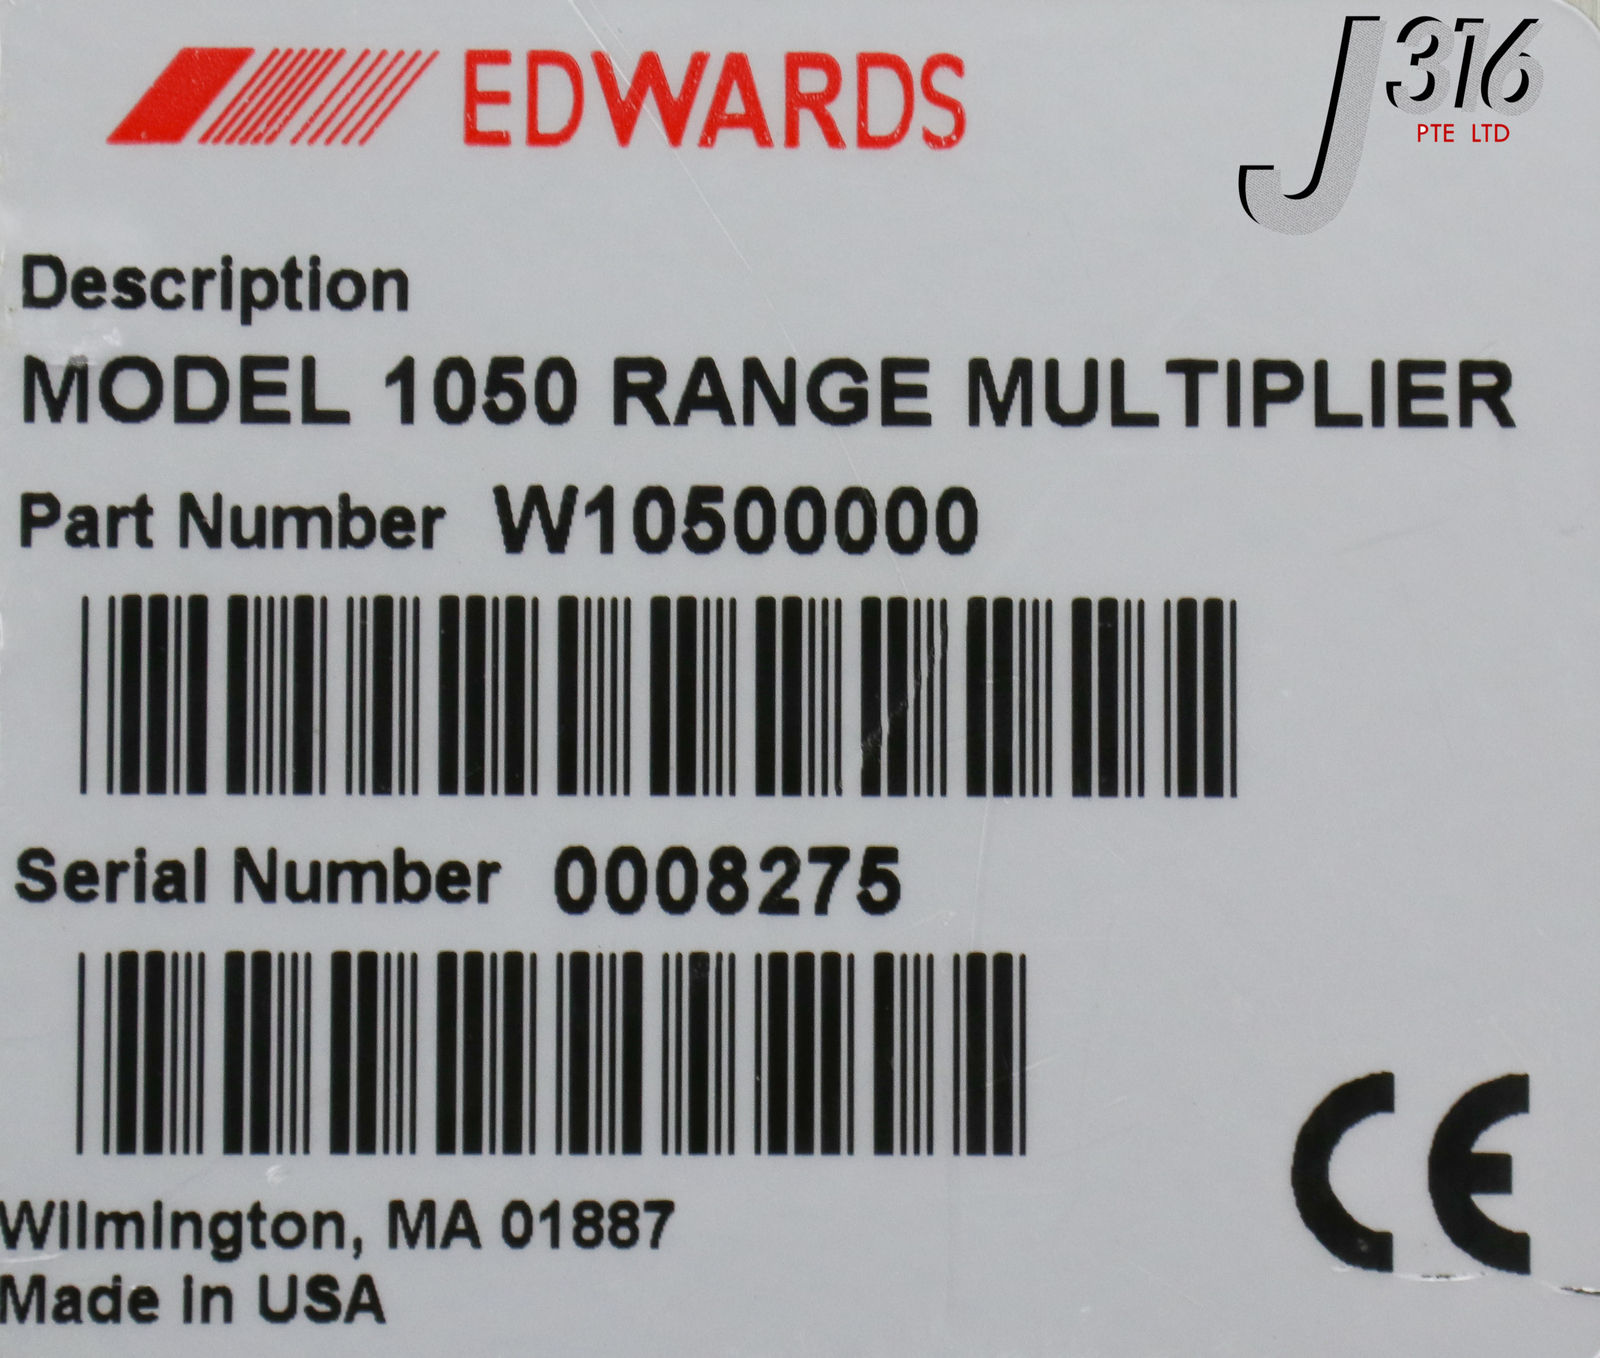 EDWARDS
J316
PTE LTD
Description
MODEL 1050 RANGE MULTIPLIER
Part Number W10500000
Serial Number 0008275
Wilmington, MA 01887
Made in USA
CE